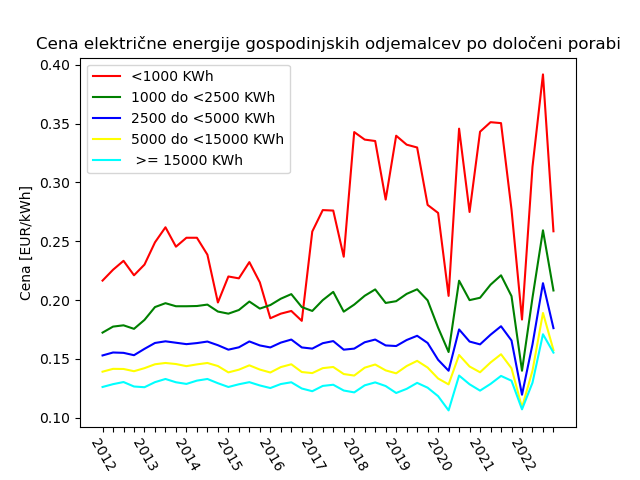 Cena električne energije gospodinjskih odjemalcev po določeni porabi
<1000 KWh
1000 do <2500 KWh
2500 do <5000 KWh
5000 do <15000 KWh
>= 15000 KWh
Cena [EUR/kWh]
0.40
0.35
0.30
0.25
0.20
0.15
0.10
2012
2013
2014
2015
2016
2017
2018
2019
2020
2021
2022